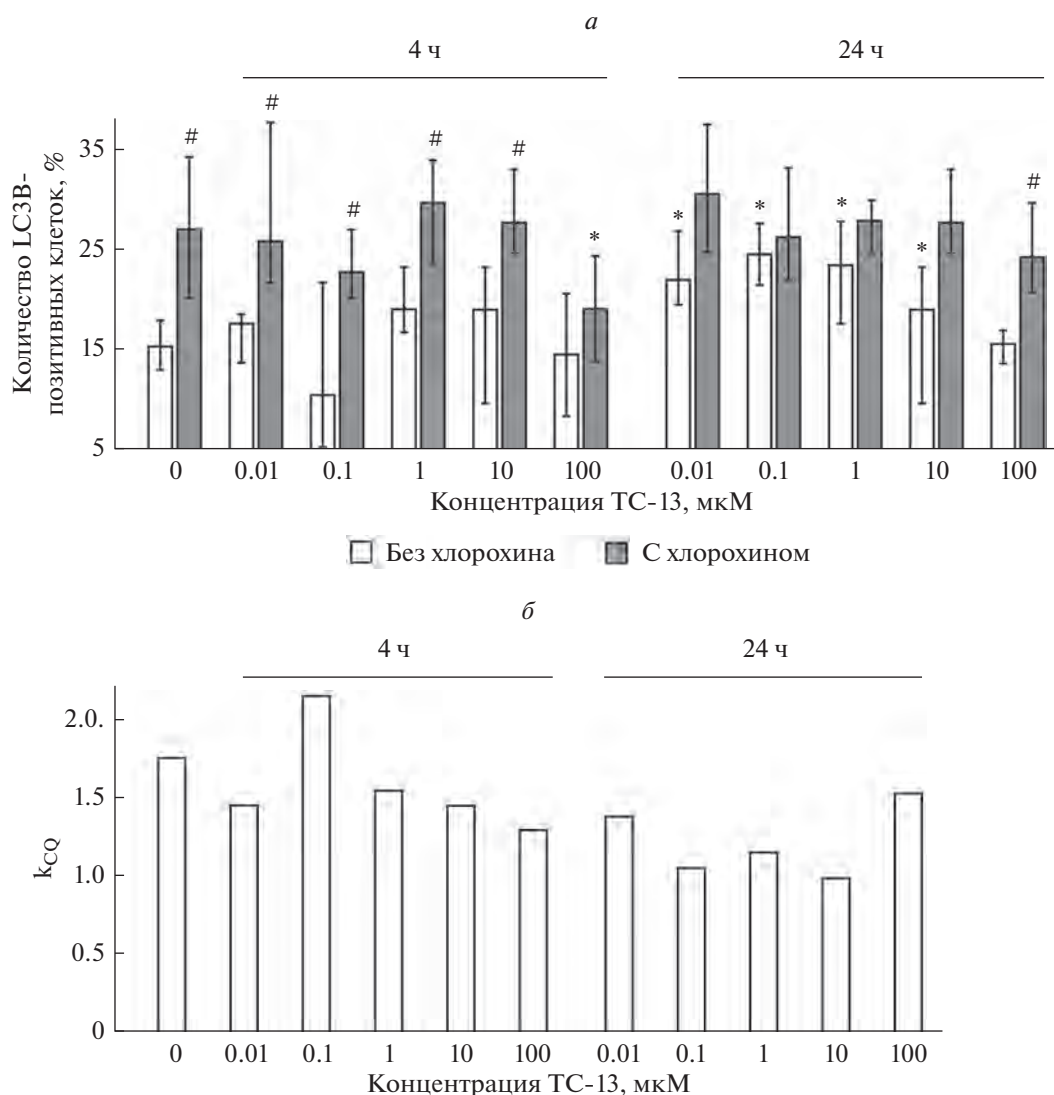 а
4 ч
24 ч
# # # # # * * * * * #
35
25
15
5
Количество LC3B-
позитивных клеток, %
0 0.01 0.1 1 10 100 0.01 0.1 1 10 100
Концентрация ТС-13, мкМ
Без хлорохина
С хлорохином
б
4 ч
24 ч
2.0.
1.5
1.0
0.5
0
kCQ
0 0.01 0.1 1 10 100 0.01 0.1 1 10 100
Концентрация ТС-13, мкМ